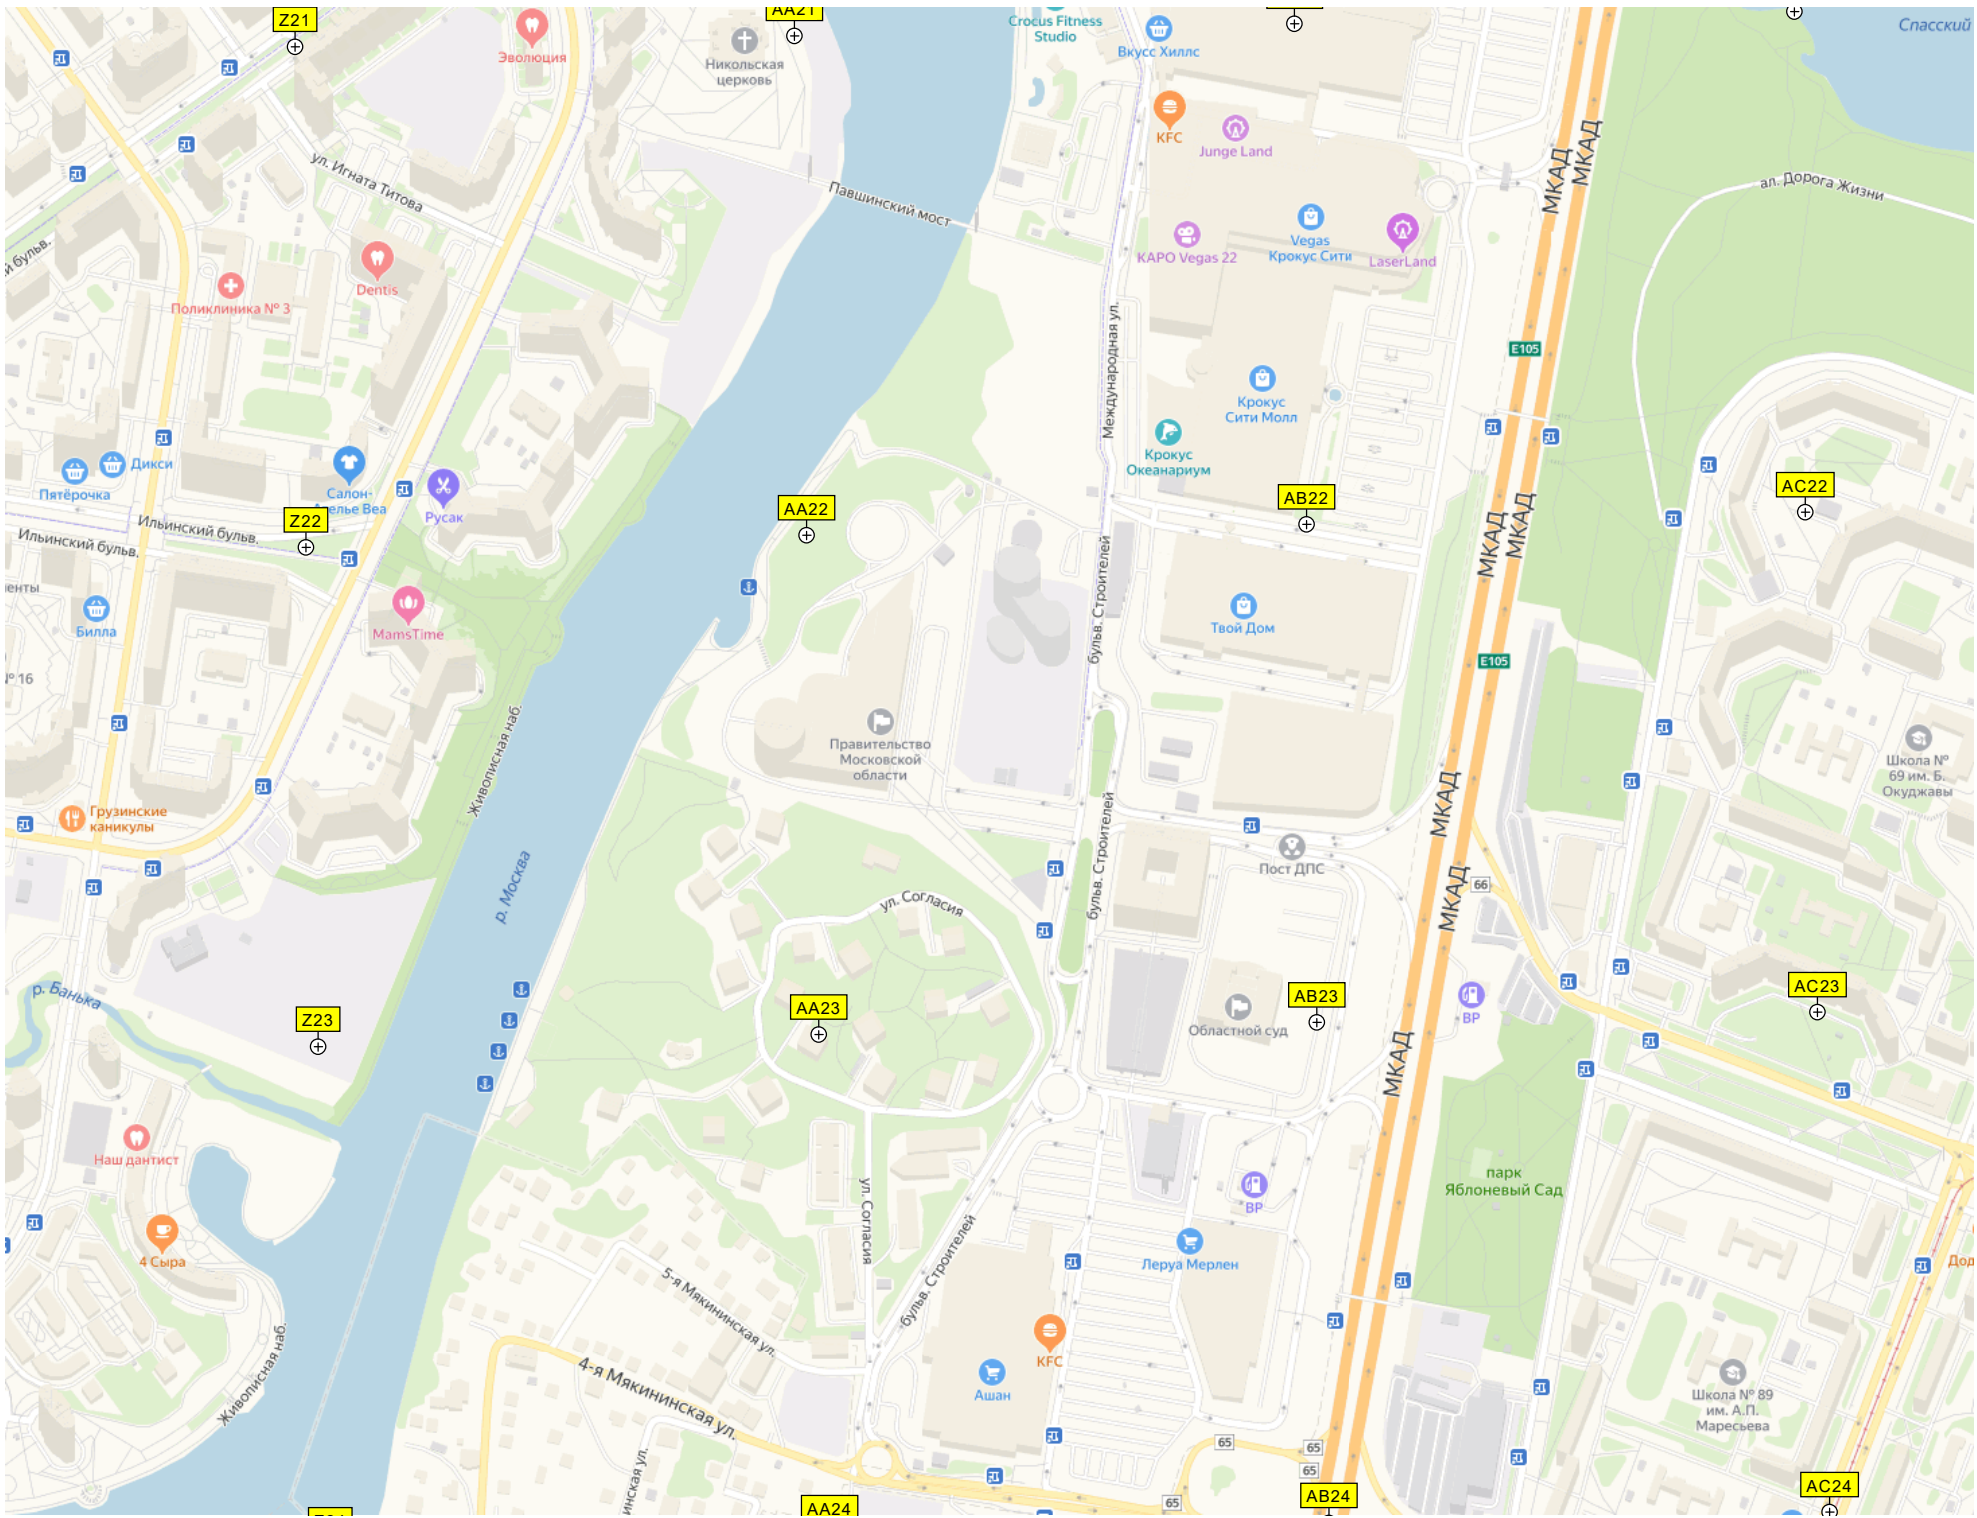 Z21
AA21
Эволюция
Никольская
церковь
Crocus Fitness
Studio
Вкусс Хиллс
Спасский
KFC
Junge Land
МКАД
МКАД
ул. Игната Титова
Павшинский мост
ал. Дорога Жизни
й бульв.
Dentis
Поликлиника № 3
КАРО Vegas 22
Vegas
Крокус Сити
LaserLand
E105
Международная ул.
Крокус
Сити Молл
Крокус
Океанариум
Пятёрочка
Дикси
Салон-
Русак
Z22
AA22
AB22
AC22
Ильинский бульв.
Ильинский бульв.
МКАД
МКАД
Билла
MamsTime
бульв. Строителей
Твой Дом
E105
№ 16
Живописная наб.
Правительство
Московской
области
Школа №
69 им. Б.
Окуджавы
Грузинские
каникулы
МКАД
бульв. Строителей
Пост ДПС
66
МКАД
р. Москва
ул. Согласия
р. Банька
Z23
AA23
AB23
AC23
Областной суд
BP
МКАД
Наш дантист
4 Сыра
ул. Согласия
BP
парк
Яблоневый Сад
бульв. Строителей
Леруа Мерлен
5-я Мякининская ул.
4-я Мякининская ул.
Живописная наб.
KFC
Ашан
Школа № 89
им. А.П.
Маресьева
65
65
65
65
AA24
AB24
AC24